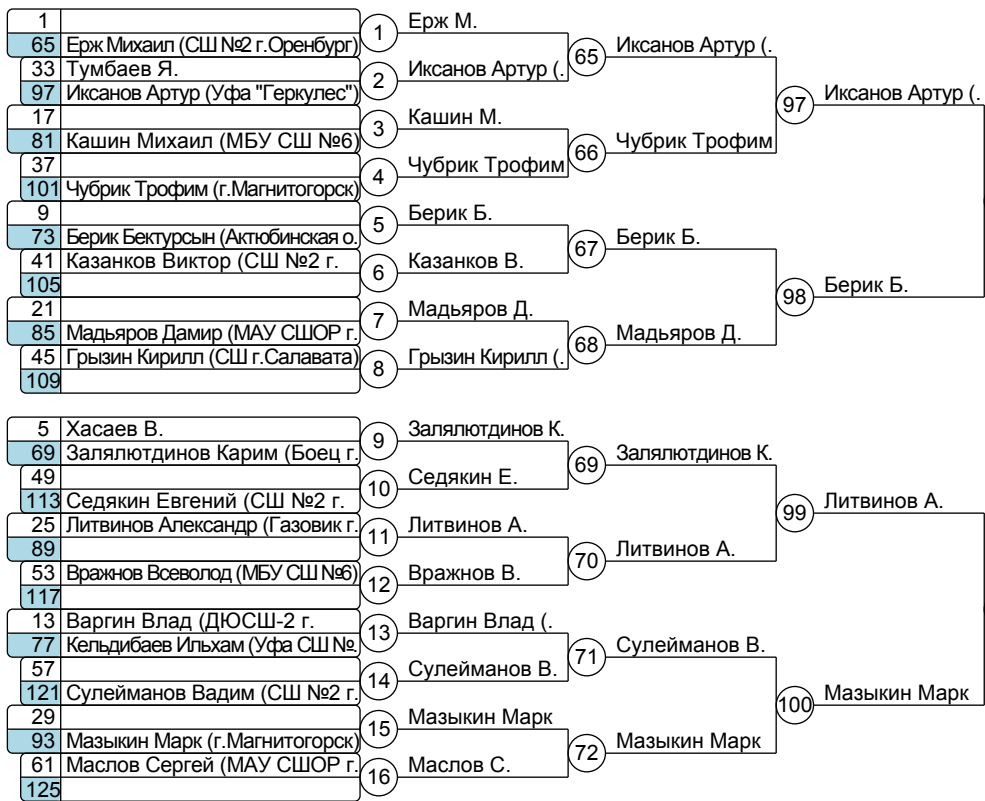 1
65 Ерж Михаил (СШ №2 г.Оренбург)
33 Тумбаев Я.
97 Иксанов Артур (Уфа "Геркулес")
17
81 Кашин Михаил (МБУ СШ №6)
37
101 Чубрик Трофим (г.Магнитогорск)
9
73 Берик Бектурсын (Актюбинская о.
41 Казанков Виктор (СШ №2 г.
105
21
85 Мадьяров Дамир (МАУ СШОР г.
45 Грызин Кирилл (СШ г.Салавата)
109
5 Хасаев В.
69 Залялютдинов Карим (Боец г.
49
113 Седякин Евгений (СШ №2 г.
25 Литвинов Александр (Газовик г.
89
53 Вражнов Всеволод (МБУ СШ №6)
117
13 Варгин Влад (ДЮСШ-2 г.
77 Кельдибаев Ильхам (Уфа СШ №.
57
121 Сулейманов Вадим (СШ №2 г.
29
93 Мазыкин Марк (г.Магнитогорск)
61 Маслов Сергей (МАУ СШОР г.
125
1 Ерж М.
2 Иксанов Артур (.
3 Кашин М.
4 Чубрик Трофим
5 Берик Б.
6 Казанков В.
7 Мадьяров Д.
8 Грызин Кирилл (.
9 Залялютдинов К.
10 Седякин Е.
11 Литвинов А.
12 Вражнов В.
13 Варгин Влад (.
14 Сулейманов В.
15 Мазыкин Марк
16 Маслов С.
65 Иксанов Артур (.
66 Чубрик Трофим
67 Берик Б.
68 Мадьяров Д.
69 Залялютдинов К.
70 Литвинов А.
71 Сулейманов В.
72 Мазыкин Марк
97 Иксанов Артур (.
98 Берик Б.
99 Литвинов А.
100 Мазыкин Марк